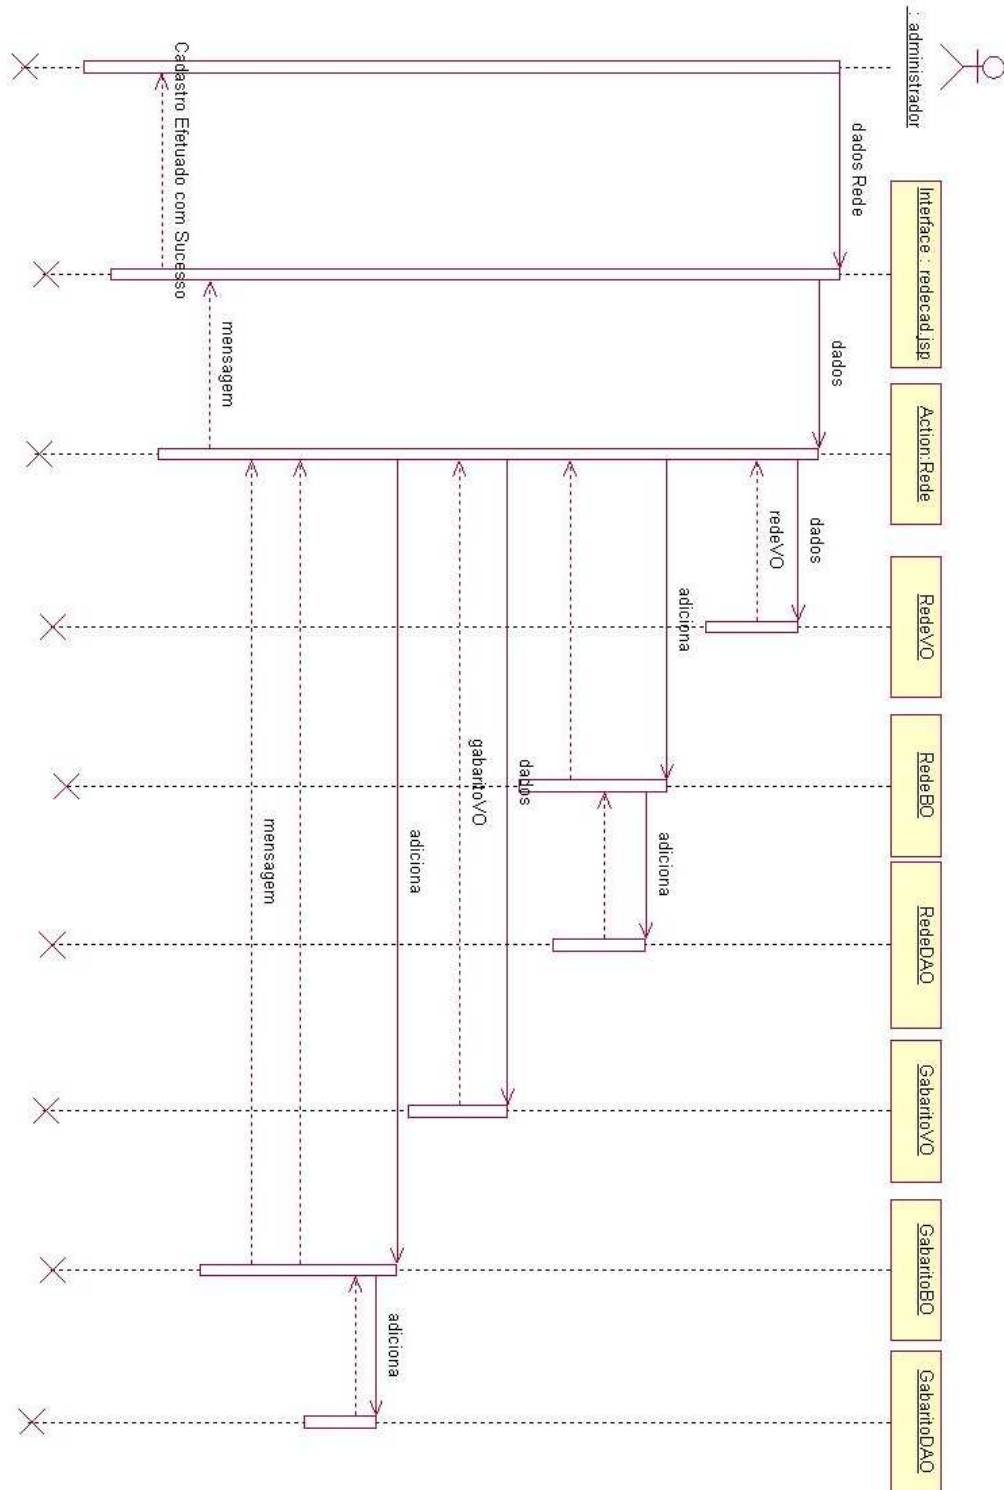 : administrador
Interface : redecad.jsp
Action:Rede
RedeVO
RedeBO
RedeDAO
GabaritoVO
GabaritoBO
GabaritoDAO
dados Rede
dados
dados
redeVO
adiciona
adiciona
dados
gabaritoVO
adiciona
adiciona
mensagem
mensagem
Cadastro Efetuado com Sucesso